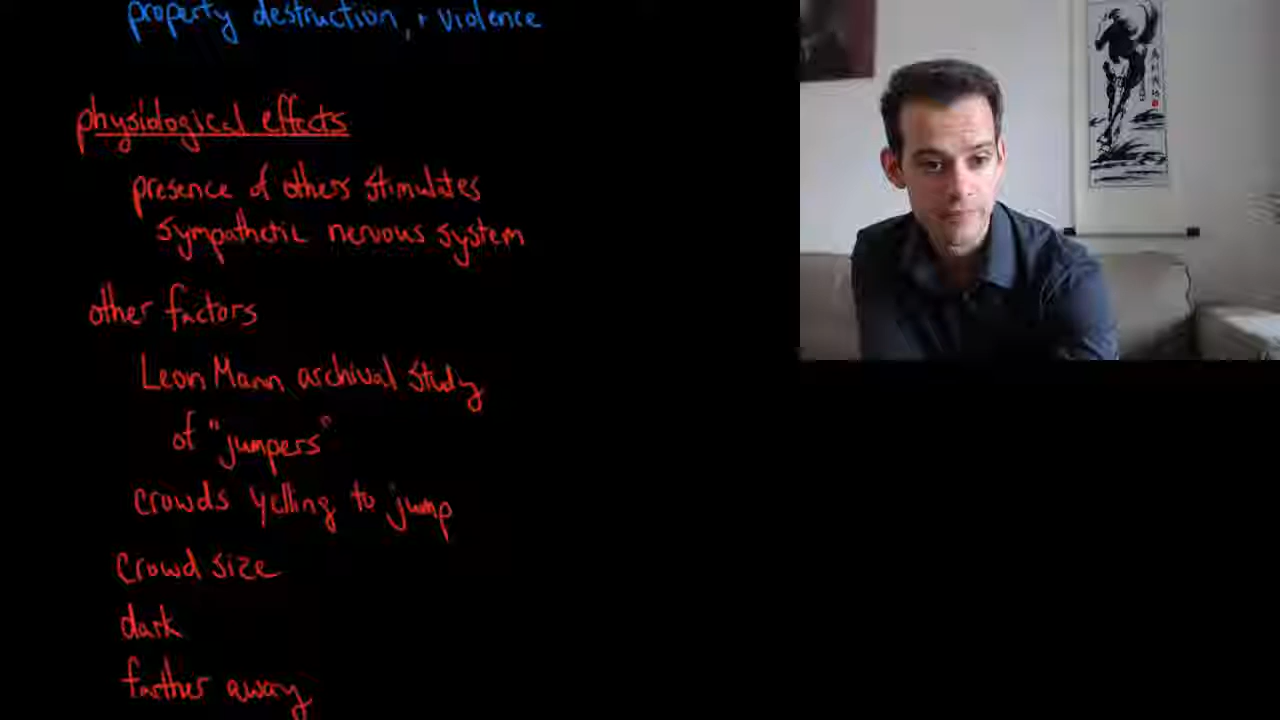 property destruction, + violence
physiological effects
presence of others stimulates
sympathetic nervous system
other factors
Leon Mann archival study
of "jumpers"
crowds yelling to jump
crowd size
dark
farther away